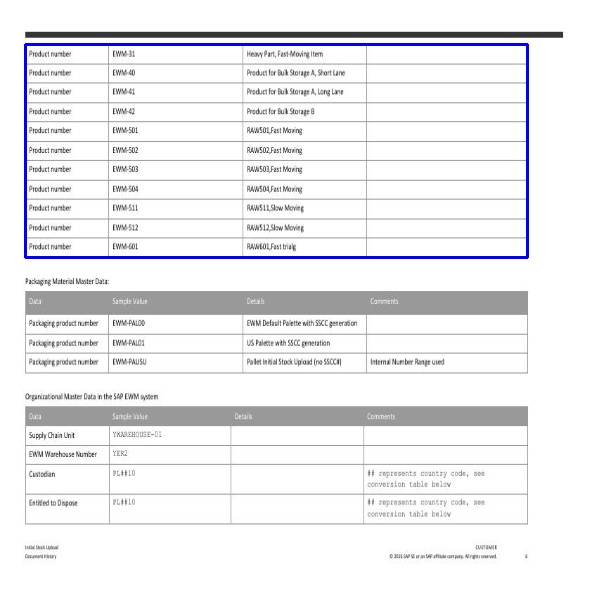 Product number EWM-31 Heavy Part, Fast-Moving Item
Product number EWM-40 Product for Bulk Storage A, Short Lane
Product number EWM-41 Product for Bulk Storage A, Long Lane
Product number EWM-42 Product for Bulk Storage B
Product number EWM-501 RAW501,Fast Moving
Product number EWM-502 RAW502,Fast Moving
Product number EWM-503 RAW503,Fast Moving
Product number EWM-504 RAW504,Fast Moving
Product number EWM-511 RAW511,Slow Moving
Product number EWM-512 RAW512,Slow Moving
Product number EWM-601 RAW601,Fast trialg
Packaging Material Master Data:
Data Sample Value Details Comments
Packaging product number EWM-PAL00 EWM Default Palette with SSCC generation
Packaging product number EWM-PAL01 US Palette with SSCC generation
Packaging product number EWM-PALISU Pallet Initial Stock Upload (no SSCC#) Internal Number Range used
Organizational Master Data in the SAP EWM system
Data Sample Value Details Comments
Supply Chain Unit YWAREHOUSE-01
EWM Warehouse Number YER2
Custodian PL##10 ## represents country code, see
conversion table below
Entitled to Dispose PL##10 ## represents country code, see
conversion table below
Initial Stock Upload CUSTOMER
Document History © 2016 SAP SE or an SAP affiliate company. All rights reserved. 6